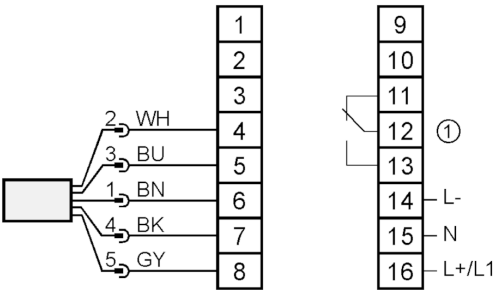 1
2
3
2 WH 4
3 BU 5
1 BN 6
4 BK 7
5 GY 8
9
10
11
12 ①
13
14 L-
15 N
16 L+/L1